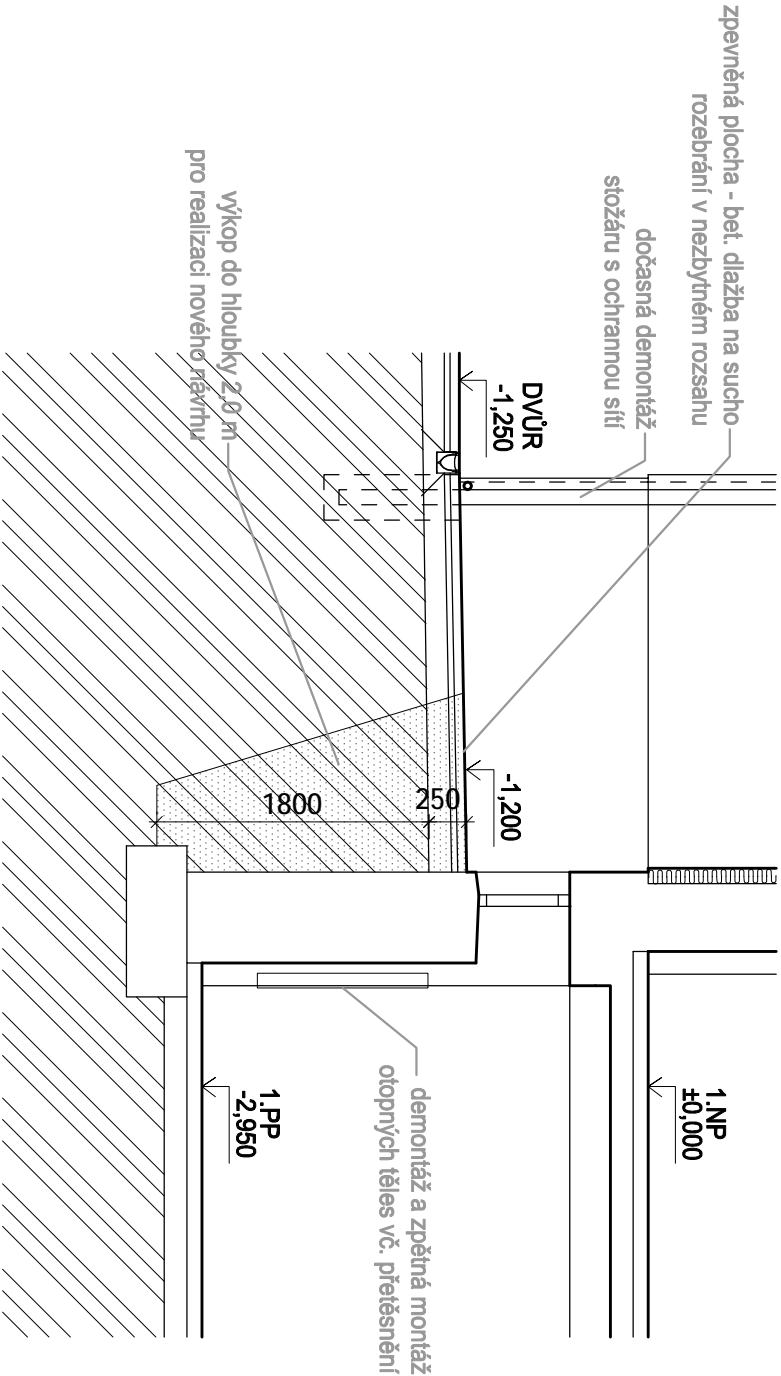 zpevněná plocha - bet. dlažba na sucho
rozebrání v nezbytném rozsahu
dočasná demontáž
stožáru s ochrannou sítí
DVŮR
-1,250
-1,200
výkop do hloubky 2,0 m
pro realizaci nového návrhu
250
1800
1.NP
±0,000
demontáž a zpětná montáž
otopných těles vč. přetěsnění
1.PP
-2,950